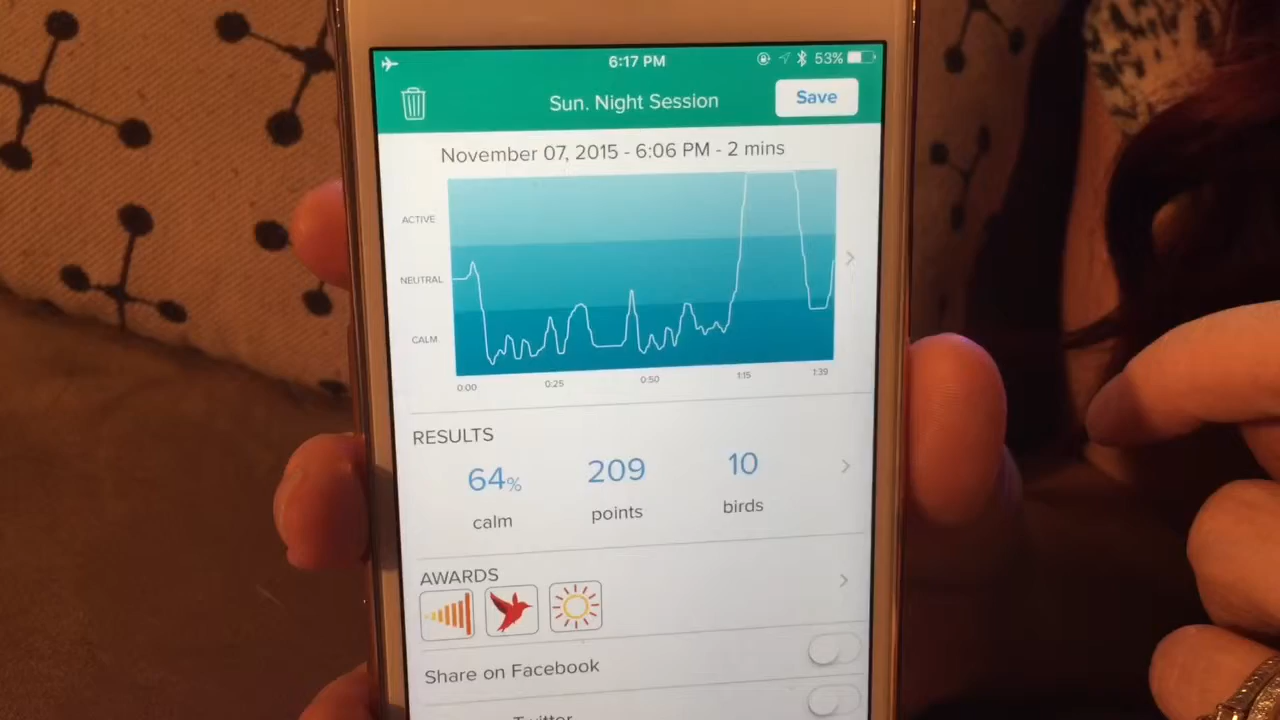 6:17 PM
53%
Sun. Night Session
Save
November 07, 2015 - 6:06 PM - 2 mins
ACTIVE
NEUTRAL
CALM
0:00 0:25 0:50 1:15 1:39
RESULTS
64% 209 10
calm points birds
AWARDS
Share on Facebook
Twitter